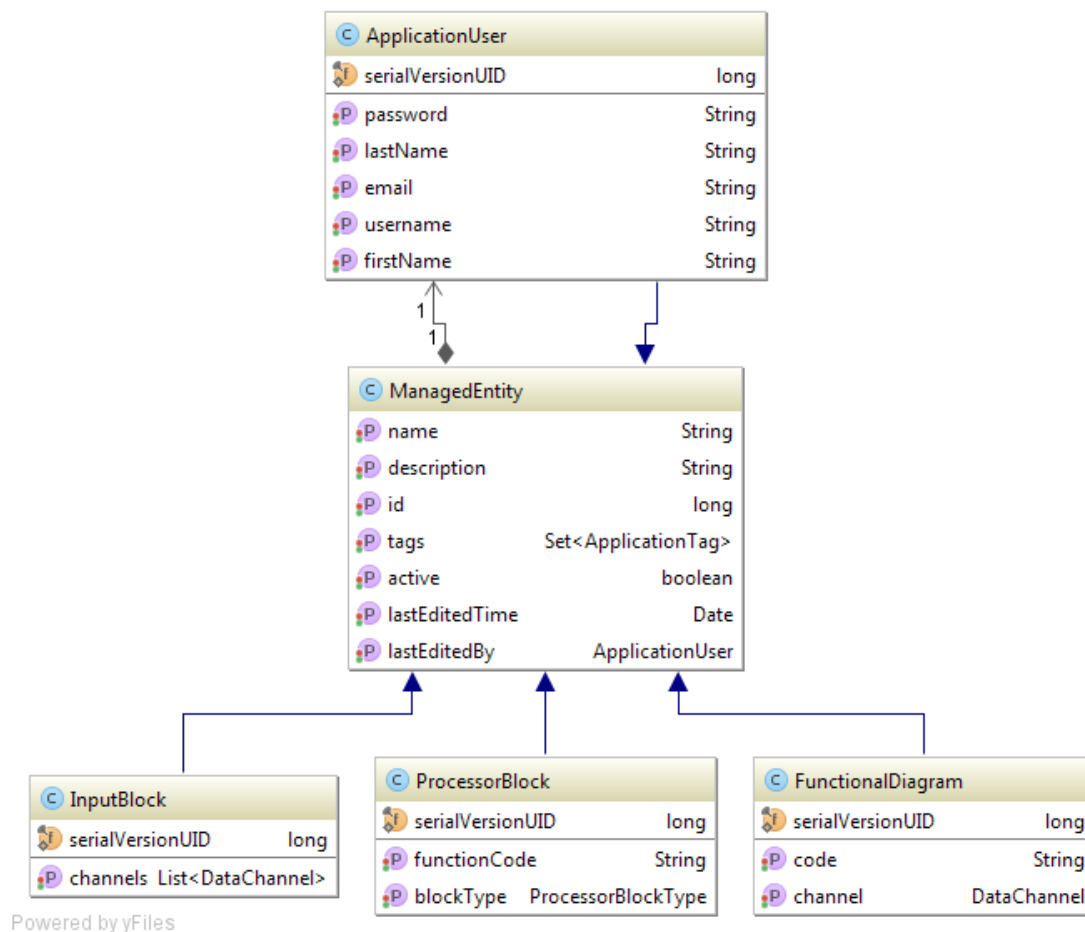 C ApplicationUser
f serialVersionUID long
P password String
P lastName String
P email String
P username String
P firstName String
1
1
C ManagedEntity
P name String
P description String
P id long
P tags Set<ApplicationTag>
P active boolean
P lastEditedTime Date
P lastEditedBy ApplicationUser
C InputBlock
f serialVersionUID long
P channels List<DataChannel>
C ProcessorBlock
f serialVersionUID long
P functionCode String
P blockType ProcessorBlockType
C FunctionalDiagram
f serialVersionUID long
P code String
P channel DataChannel
Powered by yFiles